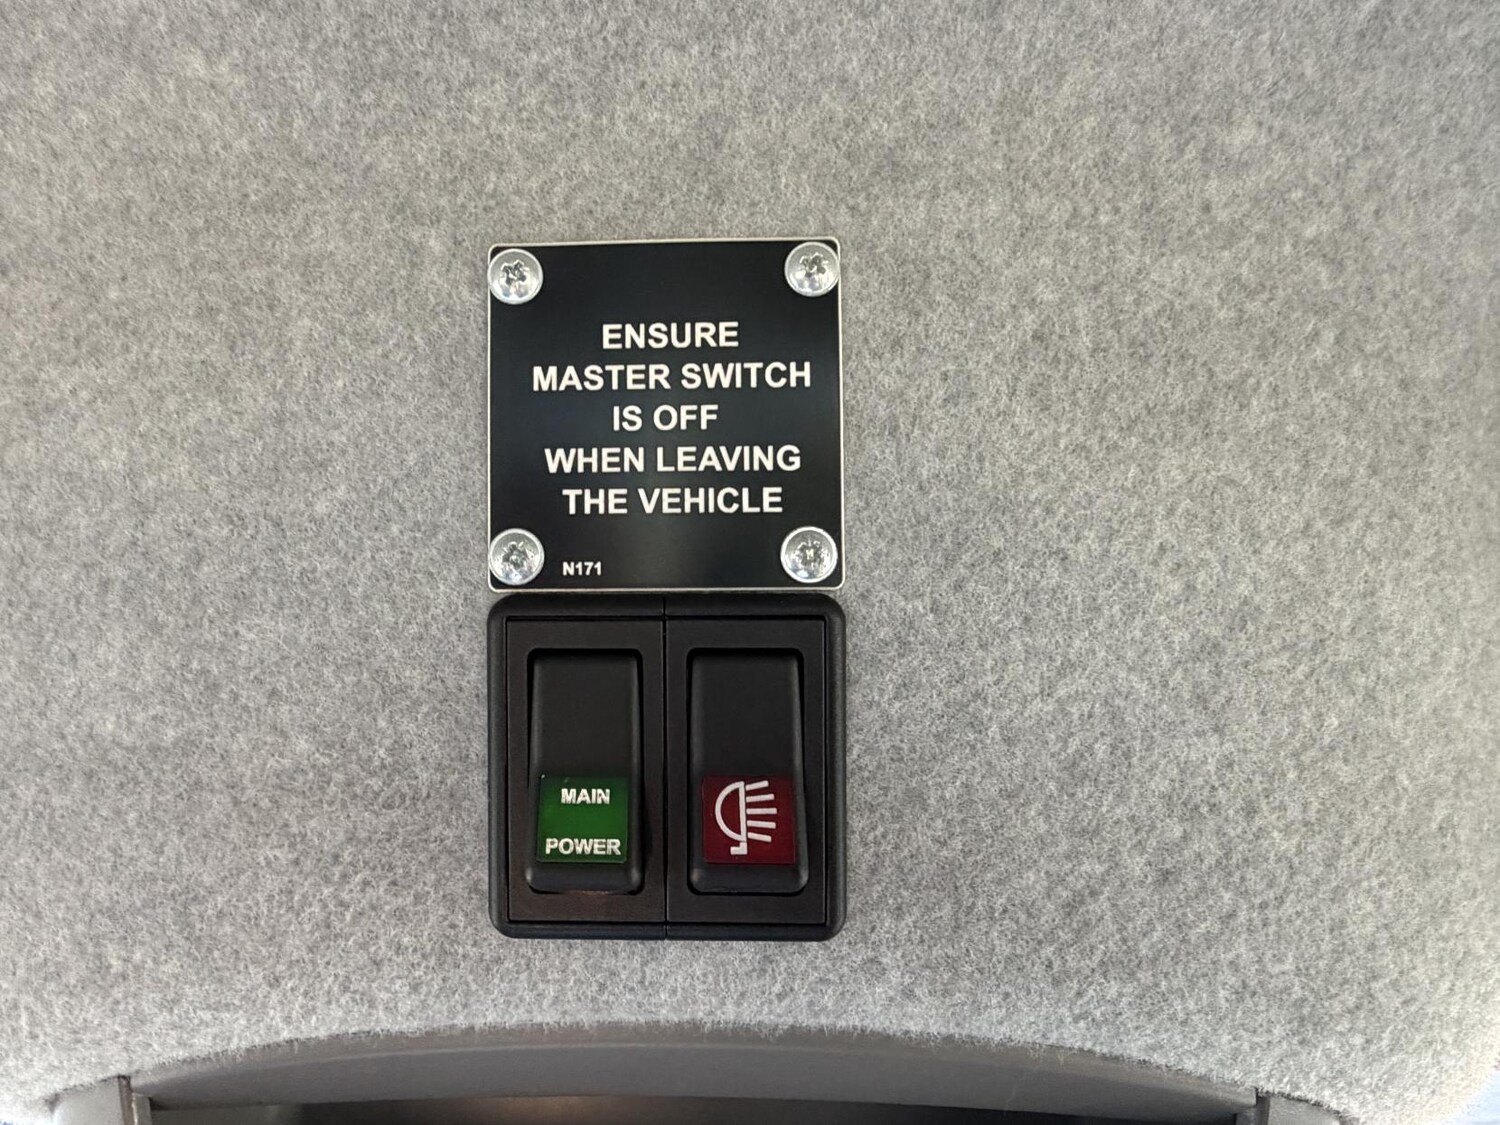 ENSURE
MASTER SWITCH
IS OFF
WHEN LEAVING
THE VEHICLE
N171
MAIN
POWER